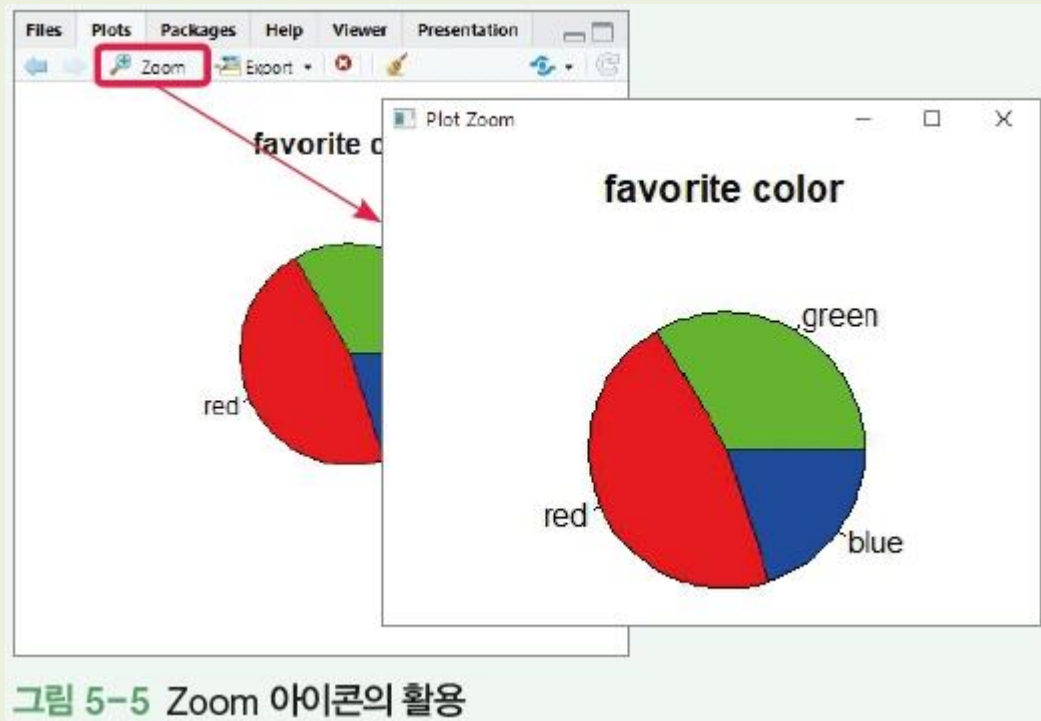 Files Plots Packages Help Viewer Presentation
Zoom Export
favorite c
red
Plot Zoom
favorite color
green
red
blue
그림 5-5 Zoom 아이콘의 활용